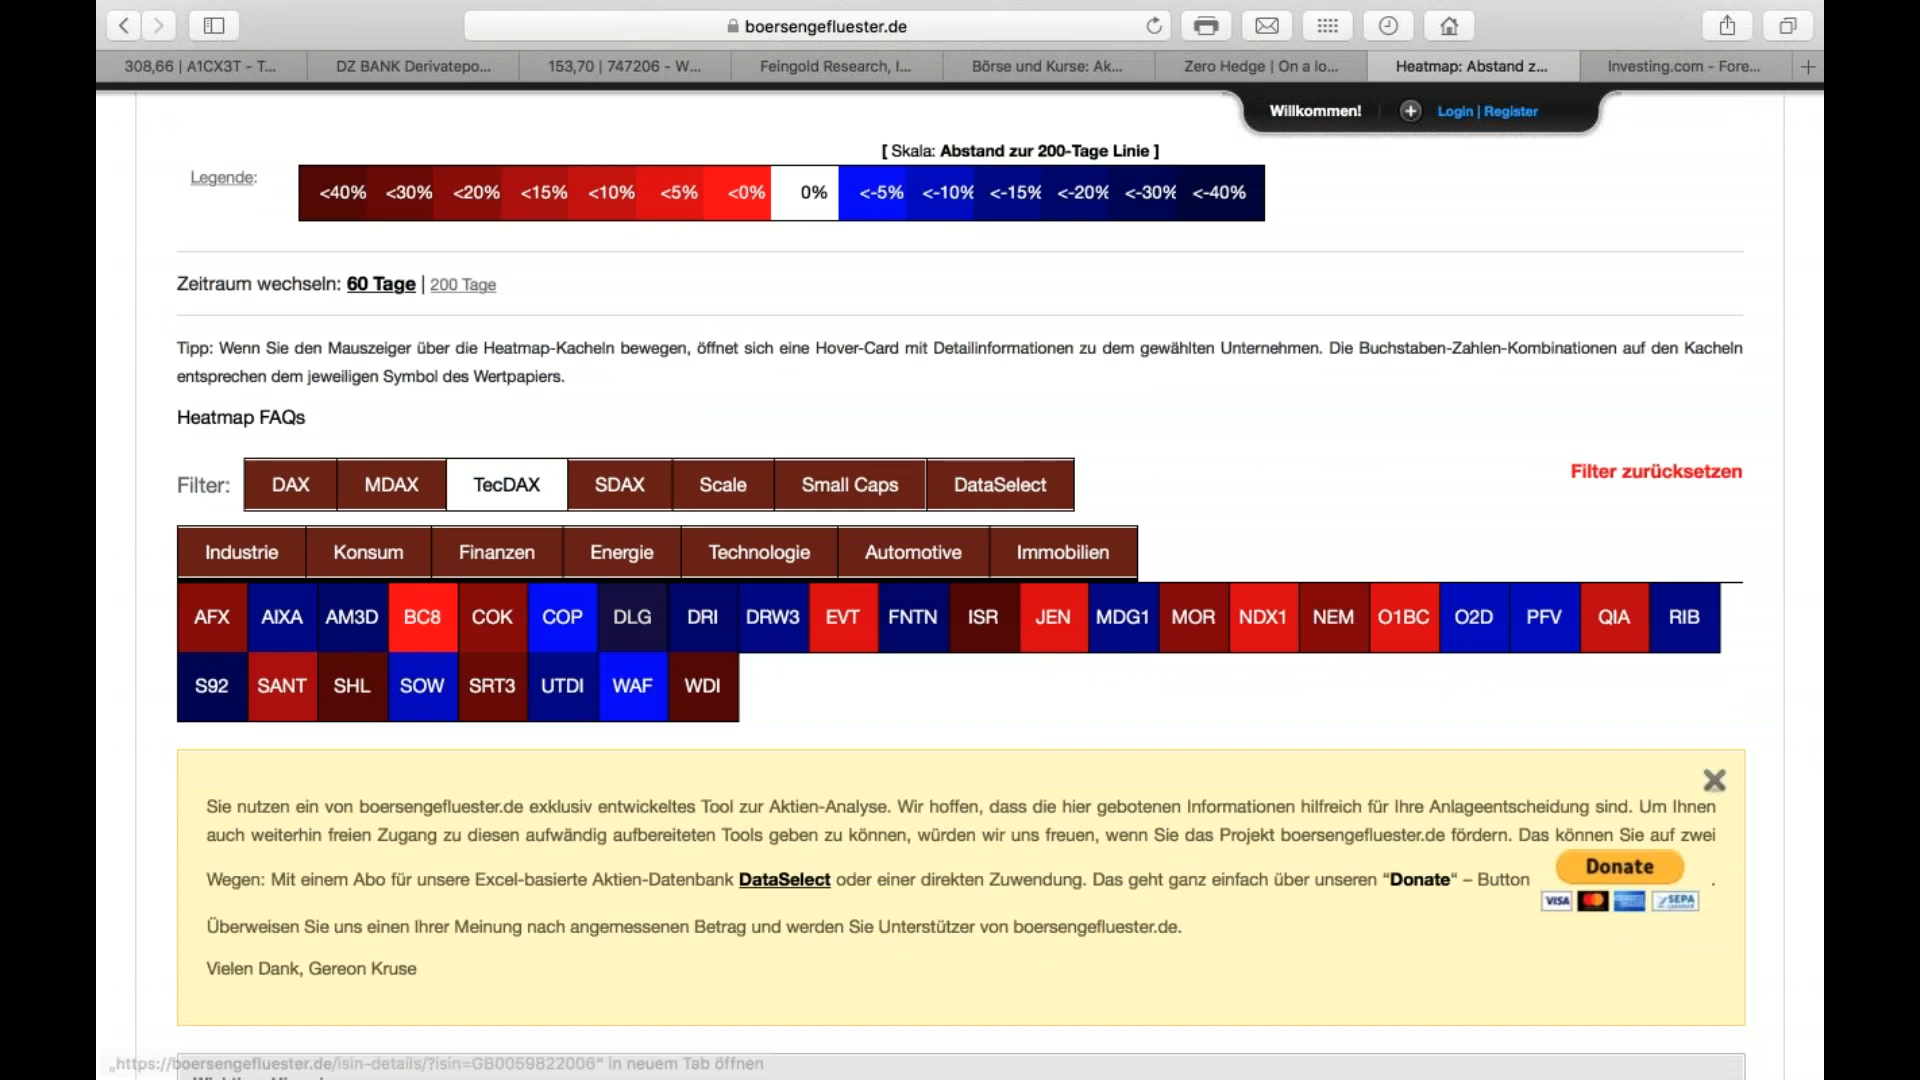 boersengefluester.de
308,66 | A1CX3T - T... DZ BANK Derivatepo... 153,70 | 747206 - W... Feingold Research, I... Börse und Kurse: Ak... Zero Hedge | On a lo... Heatmap: Abstand z... Investing.com - Fore...
Willkommen! Login | Register
[ Skala: Abstand zur 200-Tage Linie ]
Legende: <40% <30% <20% <15% <10% <5% <0% 0% <-5% <-10% <-15% <-20% <-30% <-40%
Zeitraum wechseln: 60 Tage | 200 Tage
Tipp: Wenn Sie den Mauszeiger über die Heatmap-Kacheln bewegen, öffnet sich eine Hover-Card mit Detailinformationen zu dem gewählten Unternehmen. Die Buchstaben-Zahlen-Kombinationen auf den Kacheln
entsprechen dem jeweiligen Symbol des Wertpapiers.
Heatmap FAQs
Filter: DAX MDAX TecDAX SDAX Scale Small Caps DataSelect Filter zurücksetzen
Industrie Konsum Finanzen Energie Technologie Automotive Immobilien
AFX AIXA AM3D BC8 COK COP DLG DRI DRW3 EVT FNTN ISR JEN MDG1 MOR NDX1 NEM O1BC O2D PFV QIA RIB
S92 SANT SHL SOW SRT3 UTDI WAF WDI
Sie nutzen ein von boersengefluester.de exklusiv entwickeltes Tool zur Aktien-Analyse. Wir hoffen, dass die hier gebotenen Informationen hilfreich für Ihre Anlageentscheidung sind. Um Ihnen
auch weiterhin freien Zugang zu diesen aufwändig aufbereiteten Tools geben zu können, würden wir uns freuen, wenn Sie das Projekt boersengefluester.de fördern. Das können Sie auf zwei
Wegen: Mit einem Abo für unsere Excel-basierte Aktien-Datenbank DataSelect oder einer direkten Zuwendung. Das geht ganz einfach über unseren “Donate“ – Button Donate .
VISA SEPA
Überweisen Sie uns einen Ihrer Meinung nach angemessenen Betrag und werden Sie Unterstützer von boersengefluester.de.
Vielen Dank, Gereon Kruse
„https://boersengefluester.de/isin-details/?isin=GB0059822006“ in neuem Tab öffnen